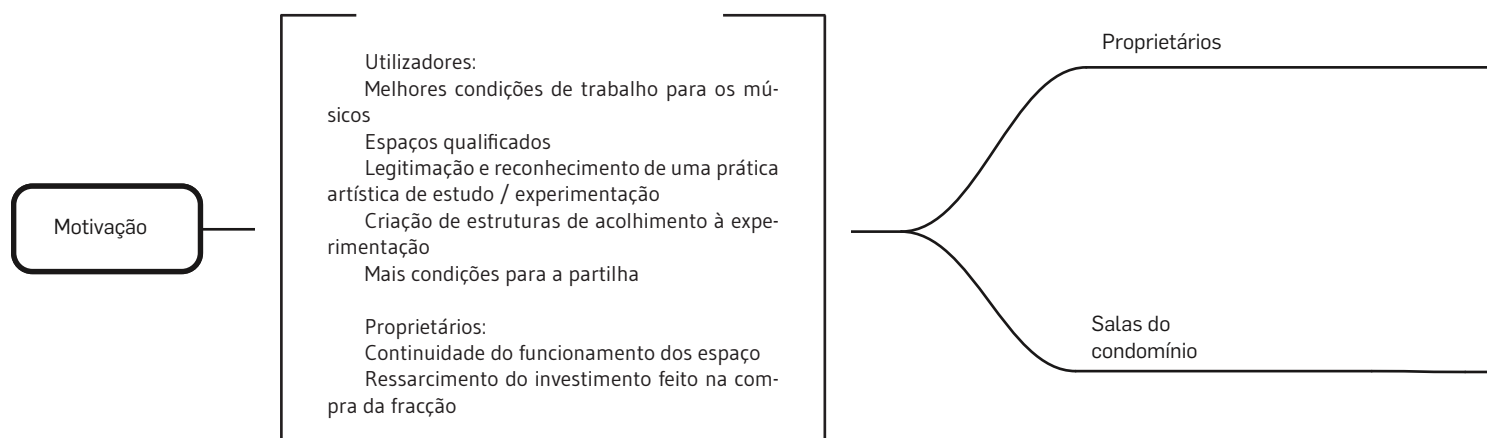 Motivação
Utilizadores:
Melhores condições de trabalho para os mú-
sicos
Espaços qualificados
Legitimação e reconhecimento de uma prática
artística de estudo / experimentação
Criação de estruturas de acolhimento à expe-
rimentação
Mais condições para a partilha
Proprietários:
Continuidade do funcionamento dos espaço
Ressarcimento do investimento feito na com-
pra da fracção
Proprietários
Salas do
condomínio